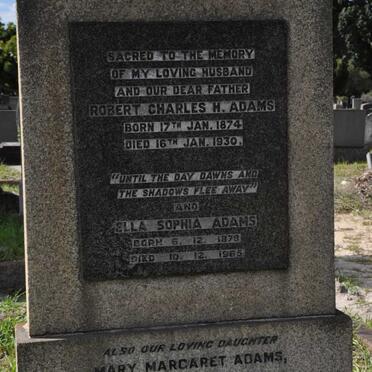 SACRED TO THE MEMORY
OF MY LOVING HUSBAND
AND OUR DEAR FATHER
ROBERT CHARLES H. ADAMS
BORN 17TH JAN. 1874
DIED 16TH JAN. 1930.
"UNTIL THE DAY DAWNS AND
THE SHADOWS FLEE AWAY"
AND
ELLA SOPHIA ADAMS
BORN 6. 12. 1879
DIED 10. 12. 1965
ALSO OUR LOVING DAUGHTER
MARY MARGARET ADAMS,